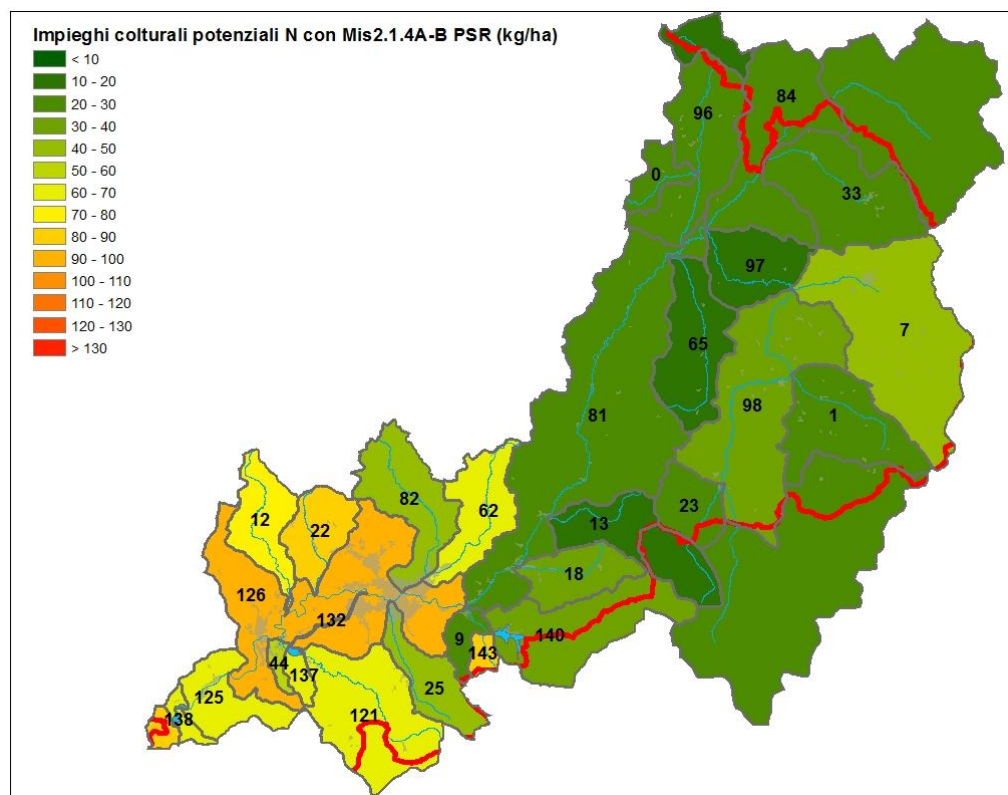 Impieghi colturali potenziali N con Mis2.1.4A-B PSR (kg/ha)
< 10
10 - 20
20 - 30
30 - 40
40 - 50
50 - 60
60 - 70
70 - 80
80 - 90
90 - 100
100 - 110
110 - 120
120 - 130
> 130
84
96
0
33
97
7
65
98
1
81
82
62
12
22
23
13
18
126
132
9
140
143
44
137
25
125
121
138